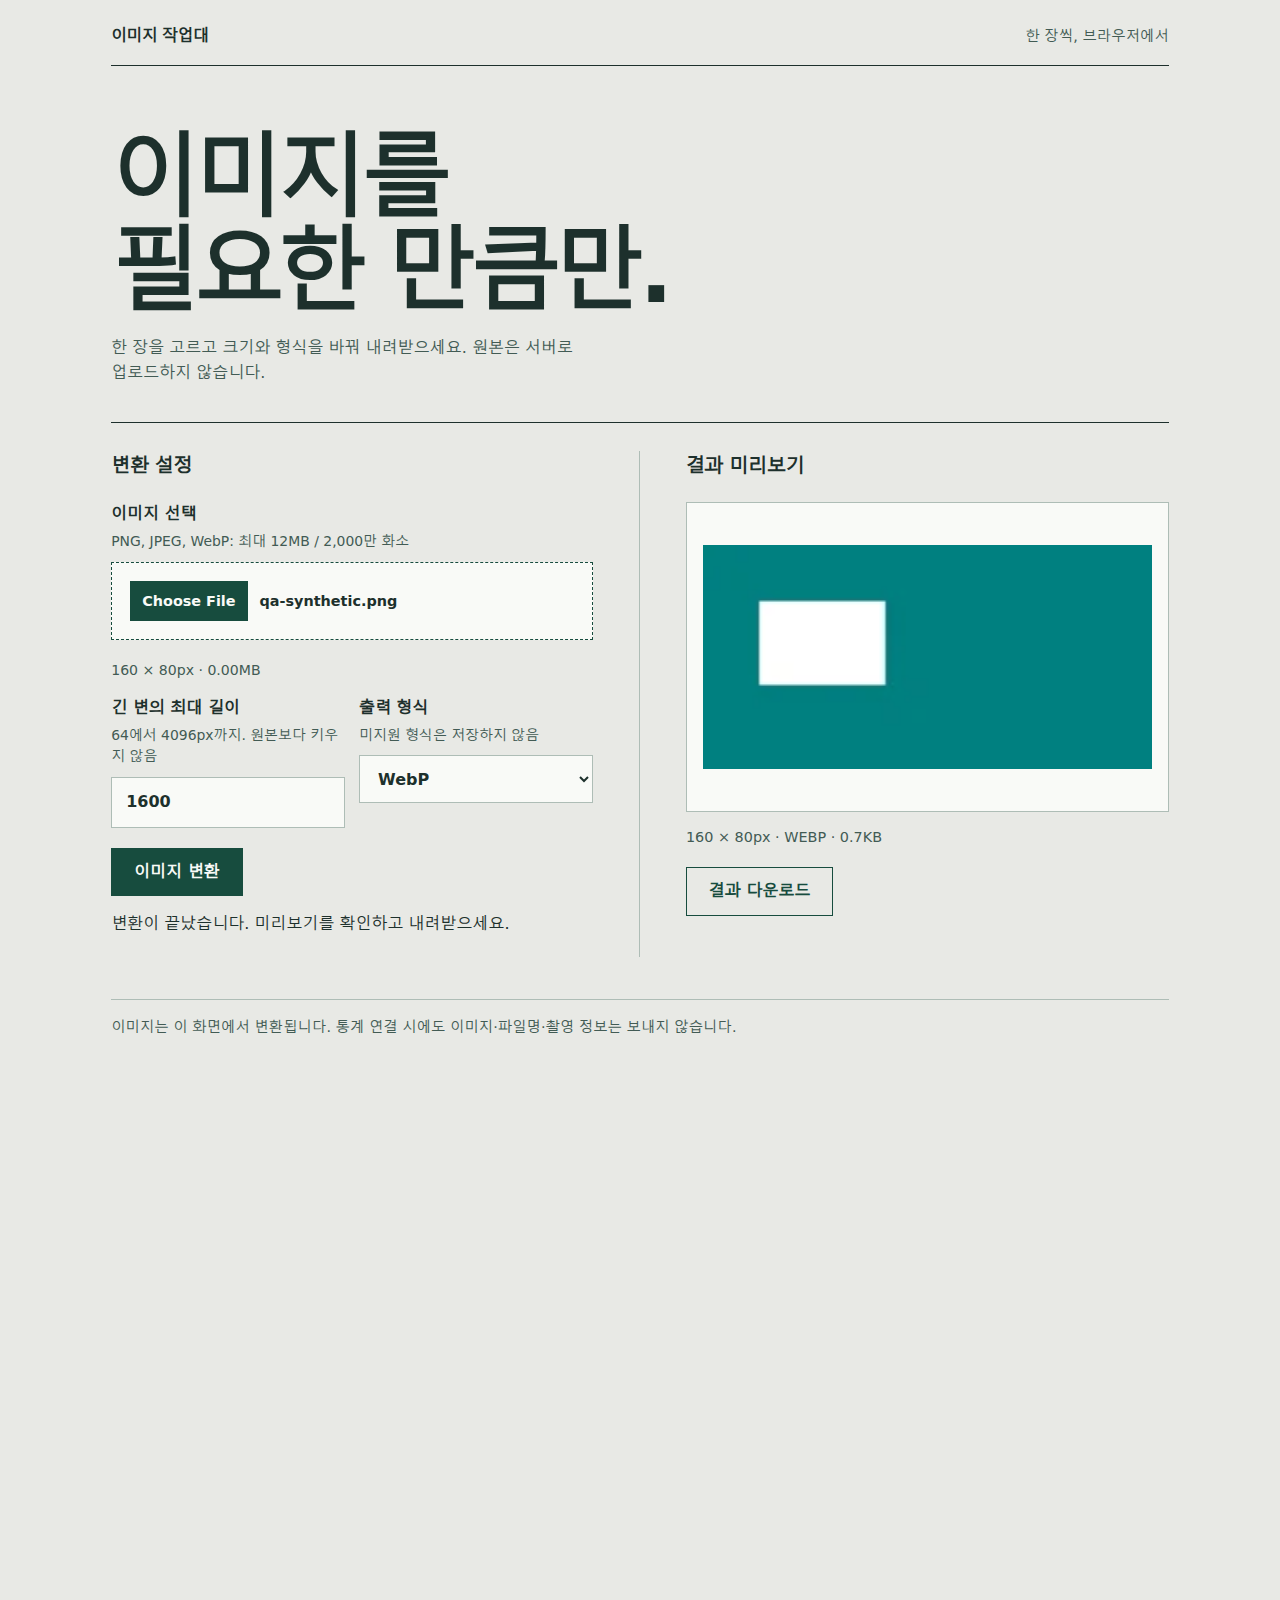 이미지 작업대
한 장씩, 브라우저에서
이미지를
필요한 만큼만.
한 장을 고르고 크기와 형식을 바꿔 내려받으세요. 원본은 서버로
업로드하지 않습니다.
변환 설정
이미지 선택
PNG, JPEG, WebP: 최대 12MB / 2,000만 화소
Choose File qa-synthetic.png
160 × 80px · 0.00MB
긴 변의 최대 길이
64에서 4096px까지. 원본보다 키우
지 않음
1600
출력 형식
미지원 형식은 저장하지 않음
WebP
이미지 변환
변환이 끝났습니다. 미리보기를 확인하고 내려받으세요.
결과 미리보기
160 × 80px · WEBP · 0.7KB
결과 다운로드
이미지는 이 화면에서 변환됩니다. 통계 연결 시에도 이미지·파일명·촬영 정보는 보내지 않습니다.